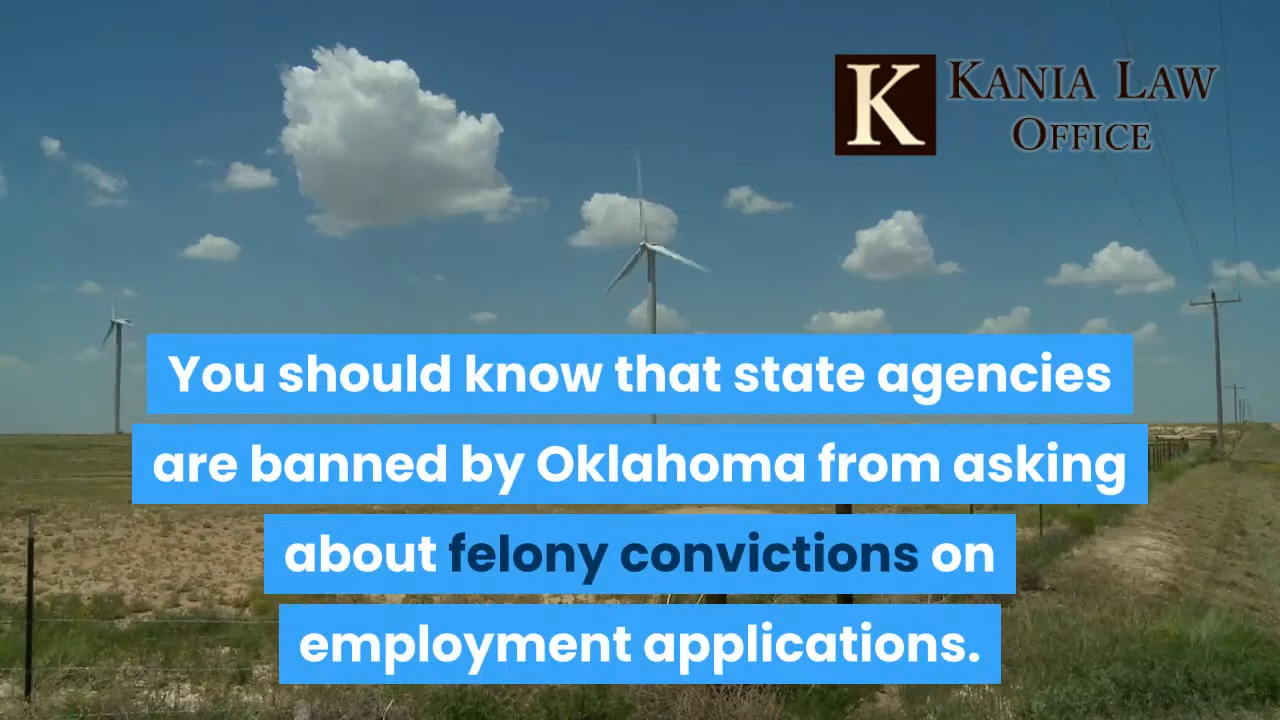 K
KANIA LAW
OFFICE
You should know that state agencies
are banned by Oklahoma from asking
about felony convictions on
employment applications.